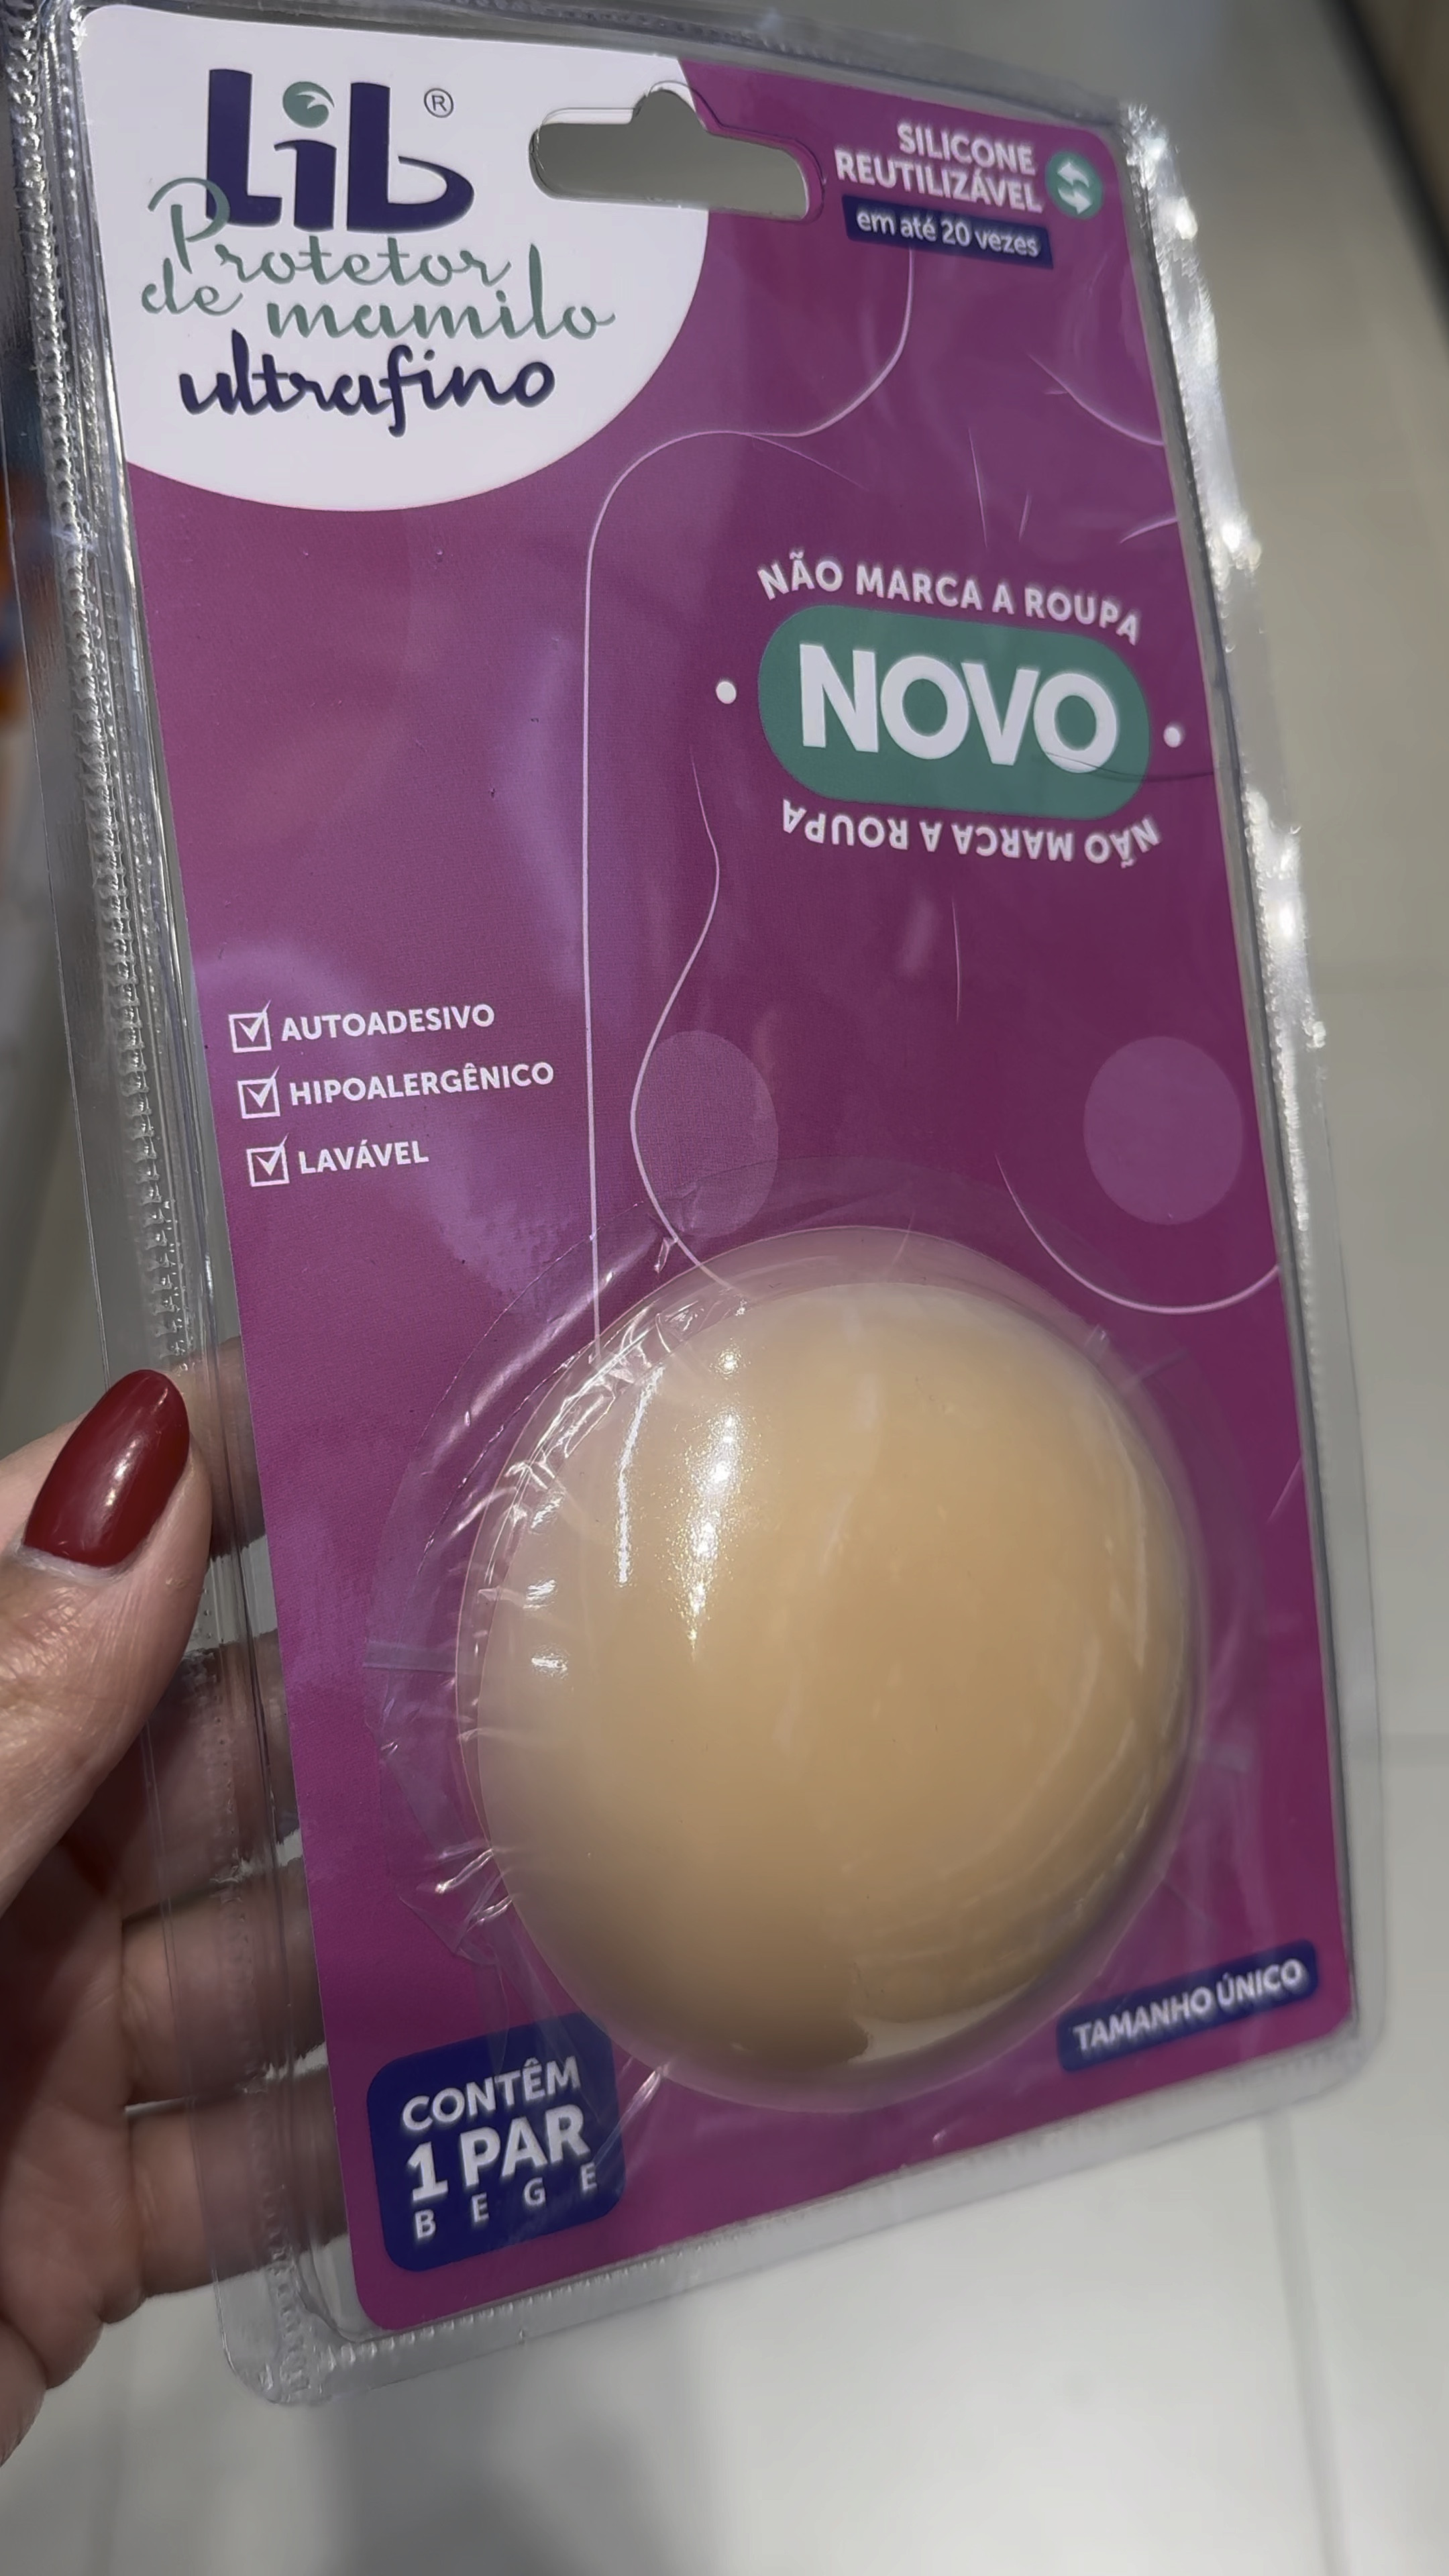 Lib®
Protetor
de mamilo
ultrafino
SILICONE
REUTILIZÁVEL
em até 20 vezes
NÃO MARCA A ROUPA
NOVO
NÃO MARCA A ROUPA
AUTOADESIVO
HIPOALERGÊNICO
LAVÁVEL
TAMANHO ÚNICO
CONTÊM
1 PAR
BEGE